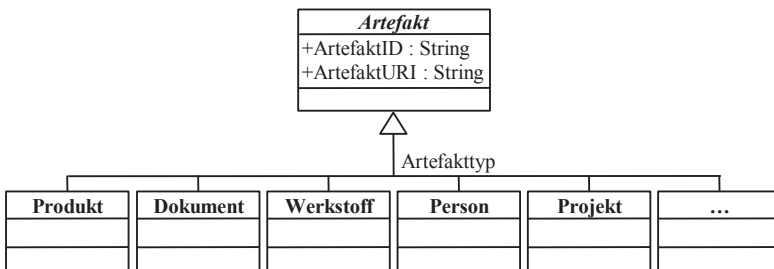 Artefakt
+ArtefaktID : String
+ArtefaktURI : String
Artefakttyp
Produkt Dokument Werkstoff Person Projekt ...